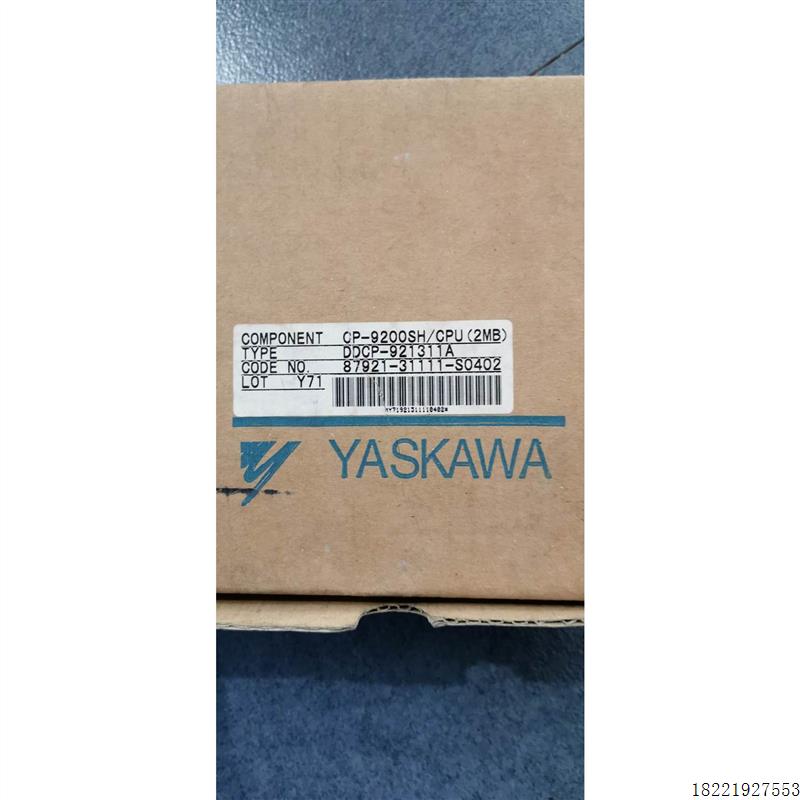 COMPONENT CP-9200SH/CPU(2MB)
TYPE DDCP-921311A
CODE NO. 87921-31111-S0402
LOT Y71
YASKAWA
18221927553